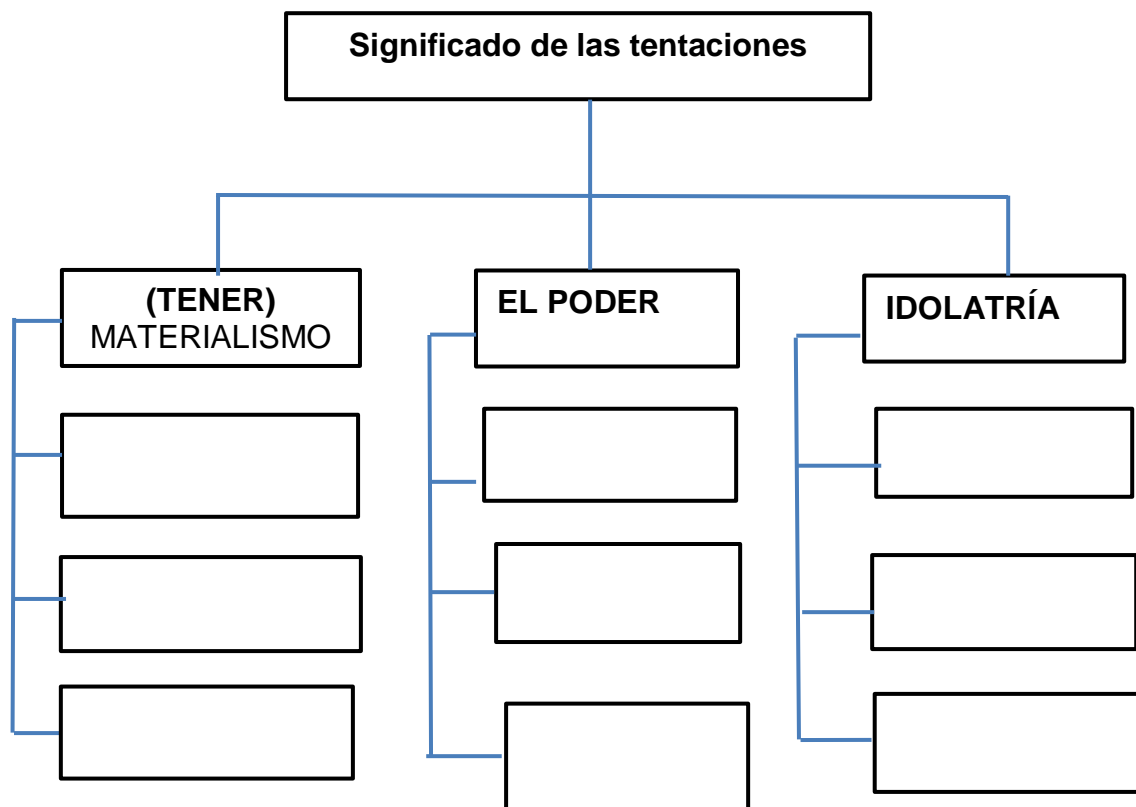 Significado de las tentaciones
(TENER)
MATERIALISMO
EL PODER
IDOLATRÍA